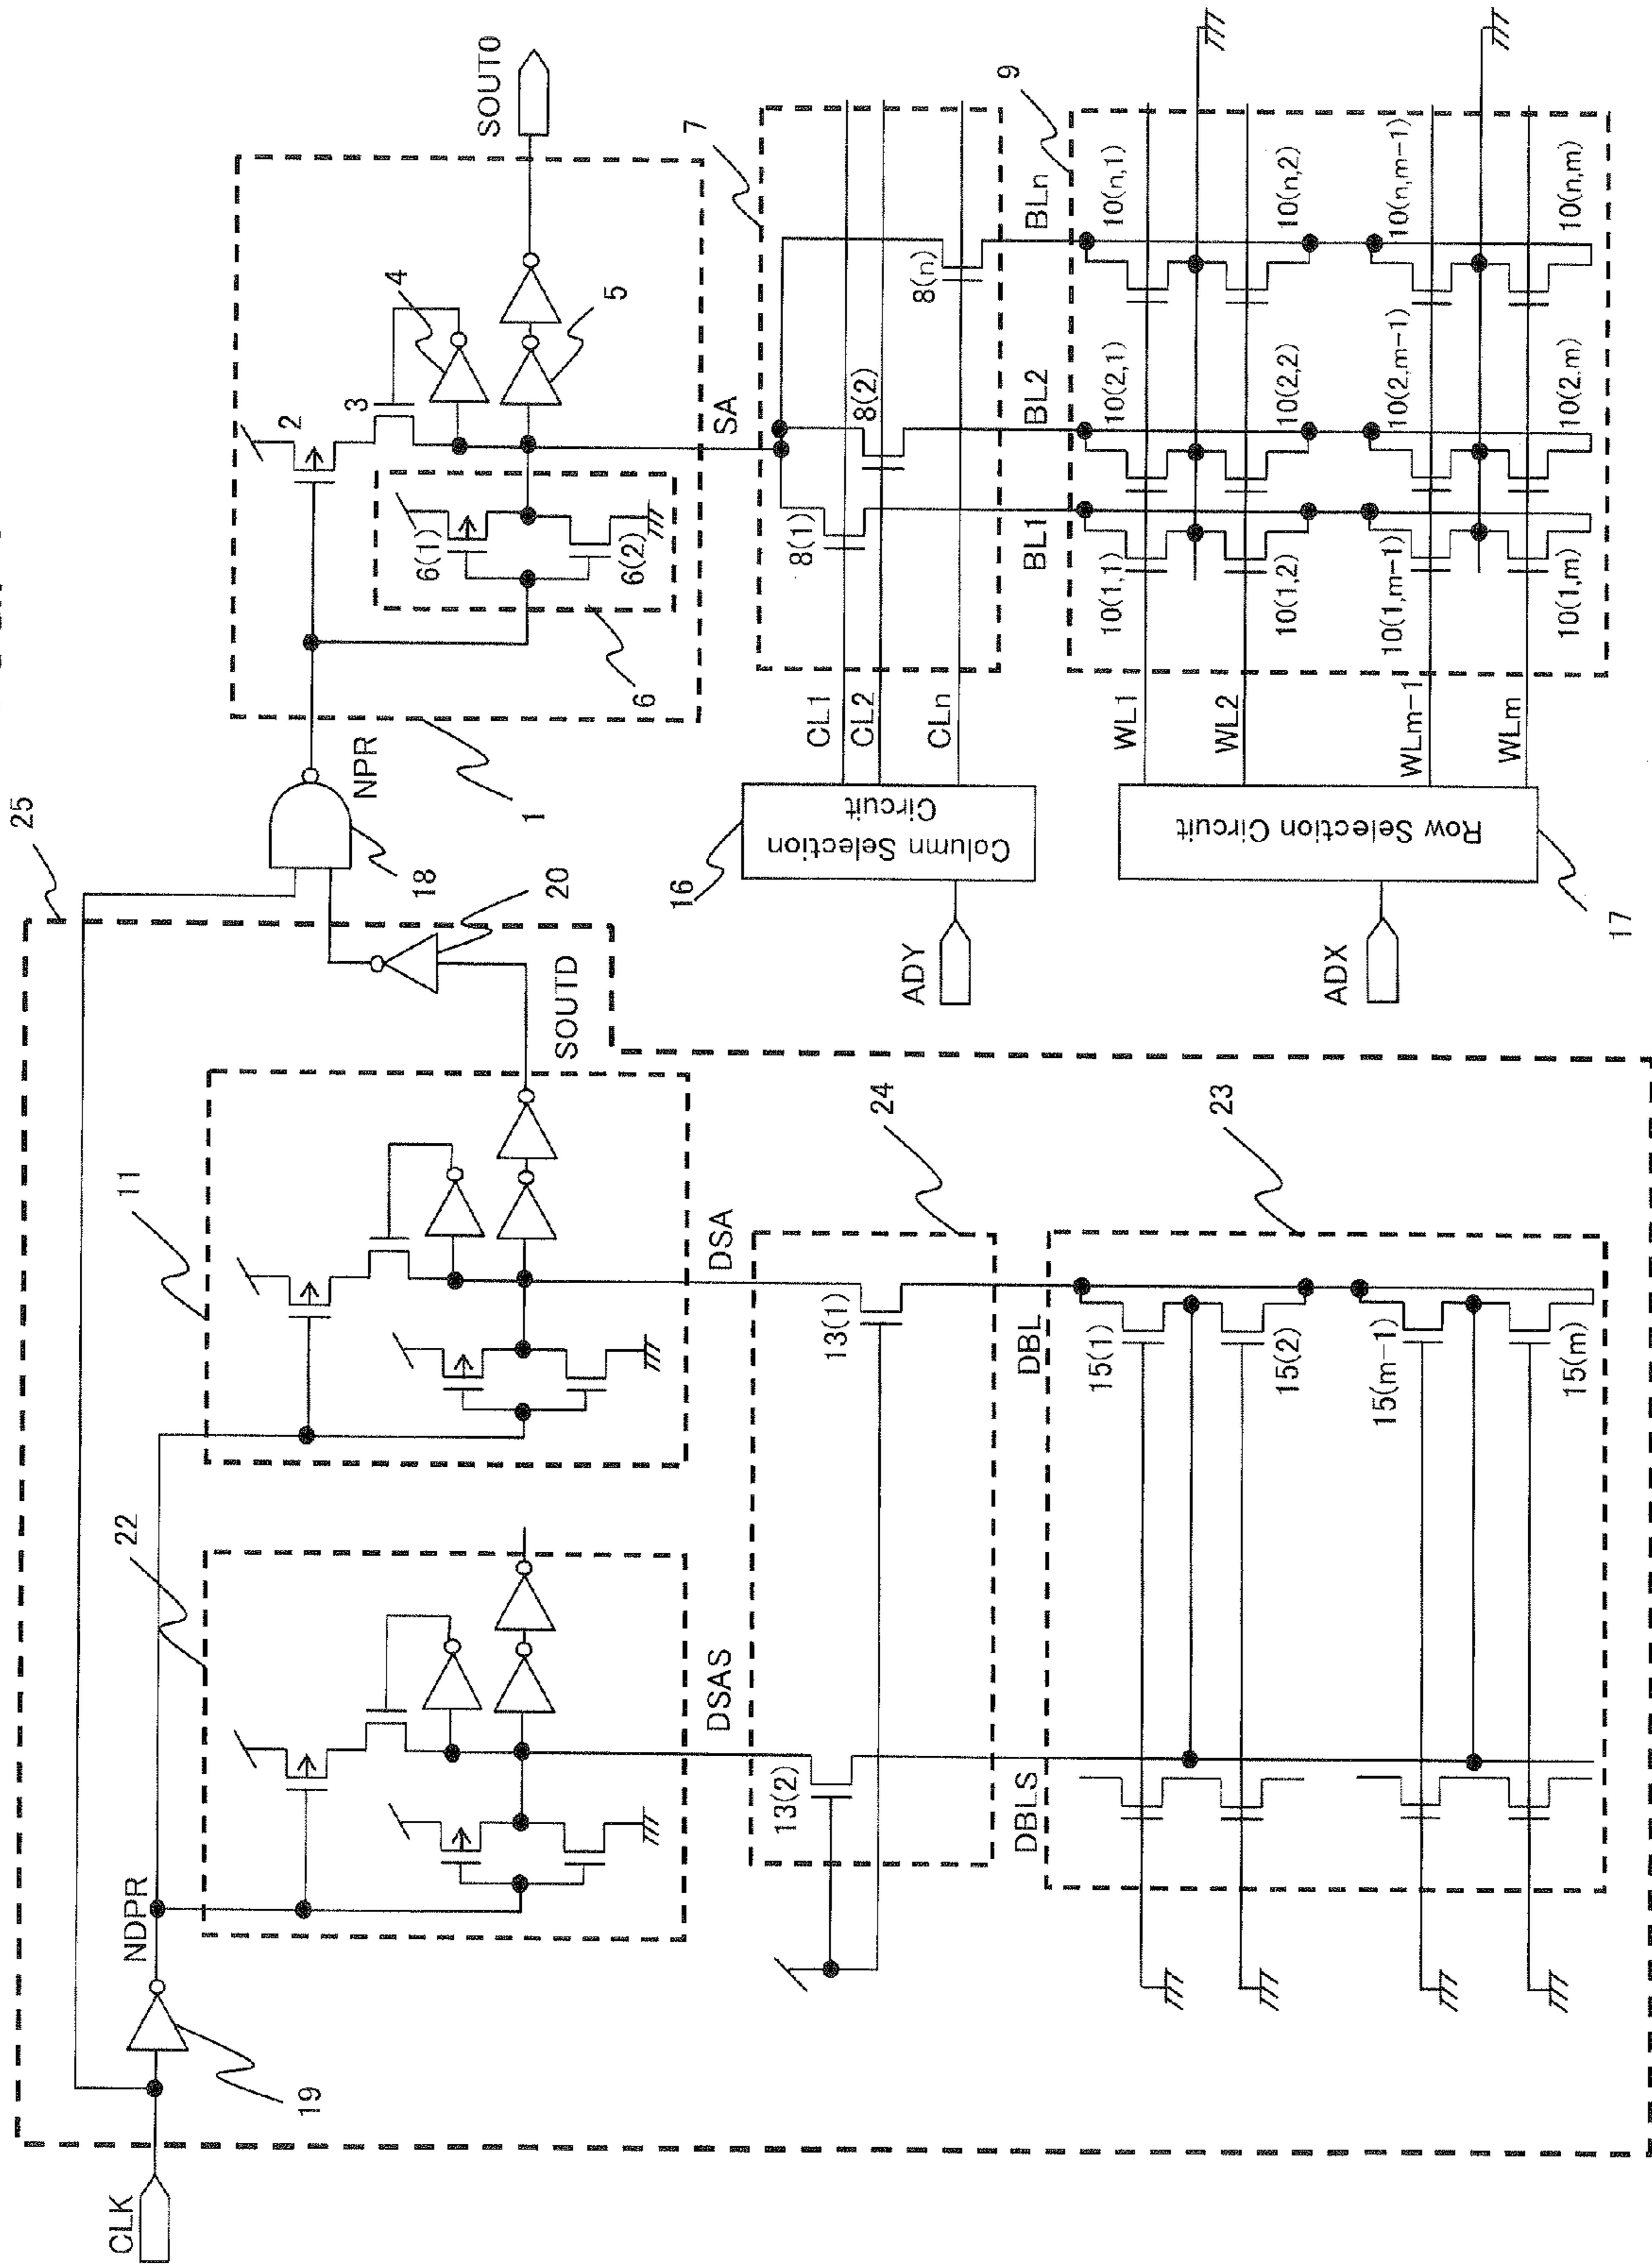 25
CLK
19
NDPR
22
11
SOUTD
20
18
NPR
1
2
3
4
5
6(1)
6(2)
6
SOUT0
DSAS
DSA
SA
13(2)
13(1)
24
16
Column Selection
Circuit
ADY
CL1
CL2
CLn
7
8(1)
8(2)
8(n)
DBLS
DBL
BL1
BL2
BLn
9
15(1)
15(2)
15(m-1)
15(m)
23
ADX
Row Selection Circuit
17
WL1
WL2
WLm-1
WLm
10(1,1)
10(2,1)
10(n,1)
10(1,2)
10(2,2)
10(n,2)
10(1,m-1)
10(2,m-1)
10(n,m-1)
10(1,m)
10(2,m)
10(n,m)